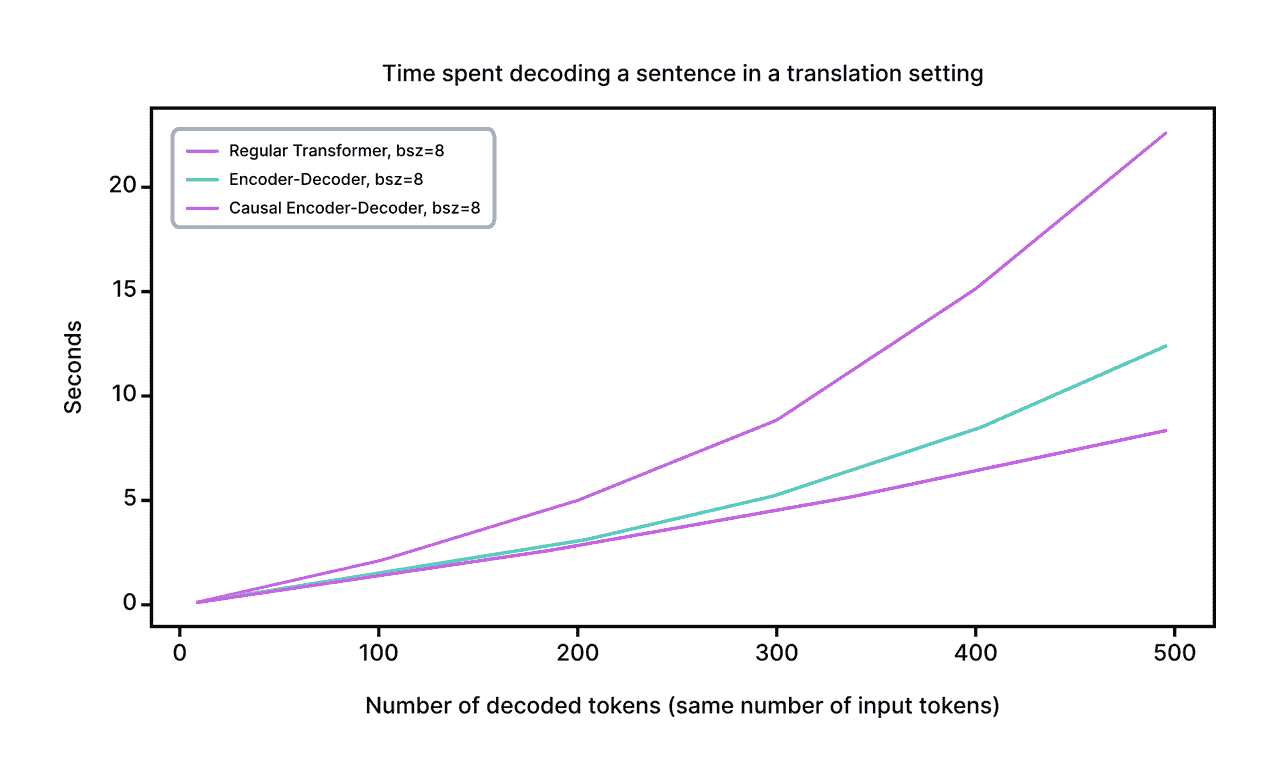 Time spent decoding a sentence in a translation setting
Regular Transformer, bsz=8
Encoder-Decoder, bsz=8
Causal Encoder-Decoder, bsz=8
Seconds
20
15
10
5
0
0 100 200 300 400 500
Number of decoded tokens (same number of input tokens)